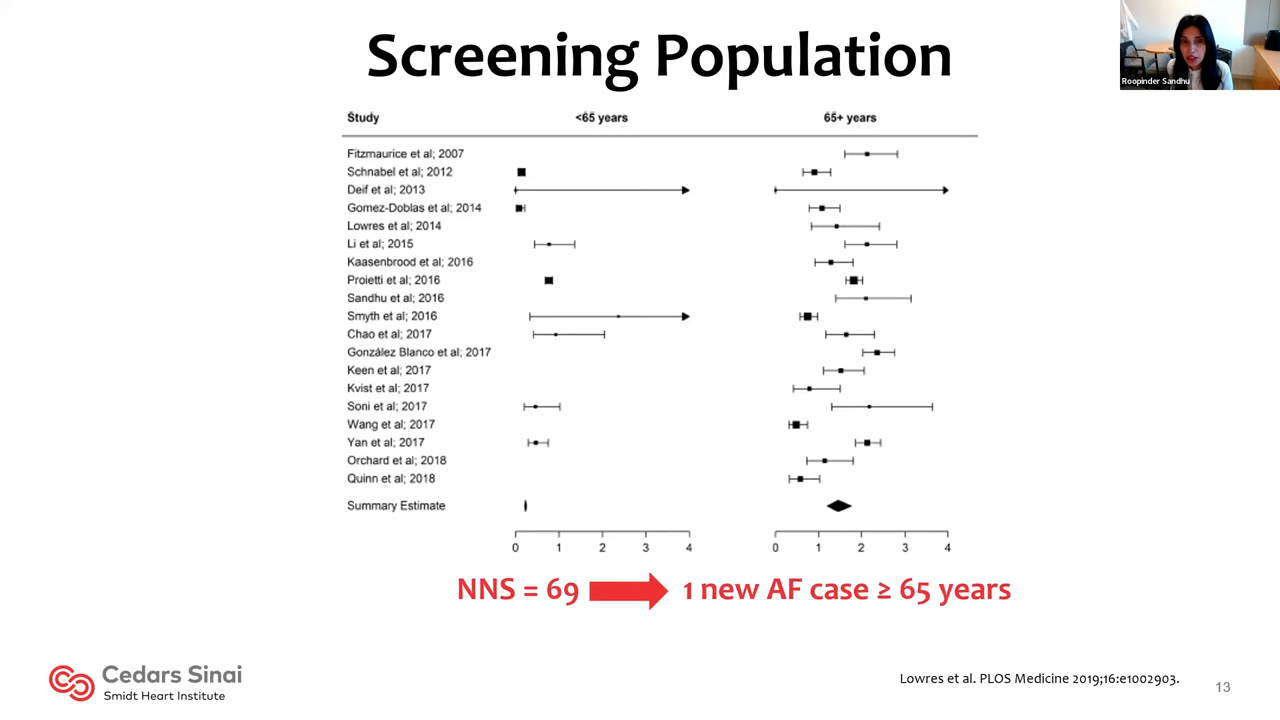 Screening Population
Roopinder Sandhu
Study <65 years 65+ years
Fitzmaurice et al; 2007
Schnabel et al; 2012
Deif et al; 2013
Gomez-Doblas et al; 2014
Lowres et al; 2014
Li et al; 2015
Kaasenbrood et al; 2016
Proietti et al; 2016
Sandhu et al; 2016
Smyth et al; 2016
Chao et al; 2017
González Blanco et al; 2017
Keen et al; 2017
Kvist et al; 2017
Soni et al; 2017
Wang et al; 2017
Yan et al; 2017
Orchard et al; 2018
Quinn et al; 2018
Summary Estimate
0 1 2 3 4 0 1 2 3 4
NNS = 69 1 new AF case ≥ 65 years
Cedars Sinai
Smidt Heart Institute
Lowres et al. PLOS Medicine 2019;16:e1002903.
13